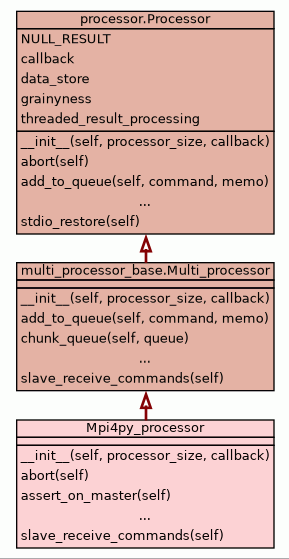 processor.Processor
NULL_RESULT
callback
data_store
grainyness
threaded_result_processing
__init__(self, processor_size, callback)
abort(self)
add_to_queue(self, command, memo)
...
stdio_restore(self)
multi_processor_base.Multi_processor
__init__(self, processor_size, callback)
add_to_queue(self, command, memo)
chunk_queue(self, queue)
...
slave_receive_commands(self)
Mpi4py_processor
__init__(self, processor_size, callback)
abort(self)
assert_on_master(self)
...
slave_receive_commands(self)